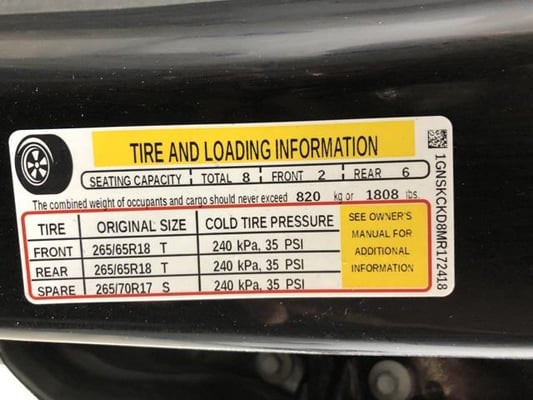 TIRE AND LOADING INFORMATION
SEATING CAPACITY TOTAL 8 FRONT 2 REAR 6
The combined weight of occupants and cargo should never exceed 820 kg or 1808 lbs.
TIRE ORIGINAL SIZE COLD TIRE PRESSURE
FRONT 265/65R18 T 240 kPa, 35 PSI
REAR 265/65R18 T 240 kPa, 35 PSI
SPARE 265/70R17 S 240 kPa, 35 PSI
SEE OWNER'S
MANUAL FOR
ADDITIONAL
INFORMATION
1GNSKCKD8MR172418